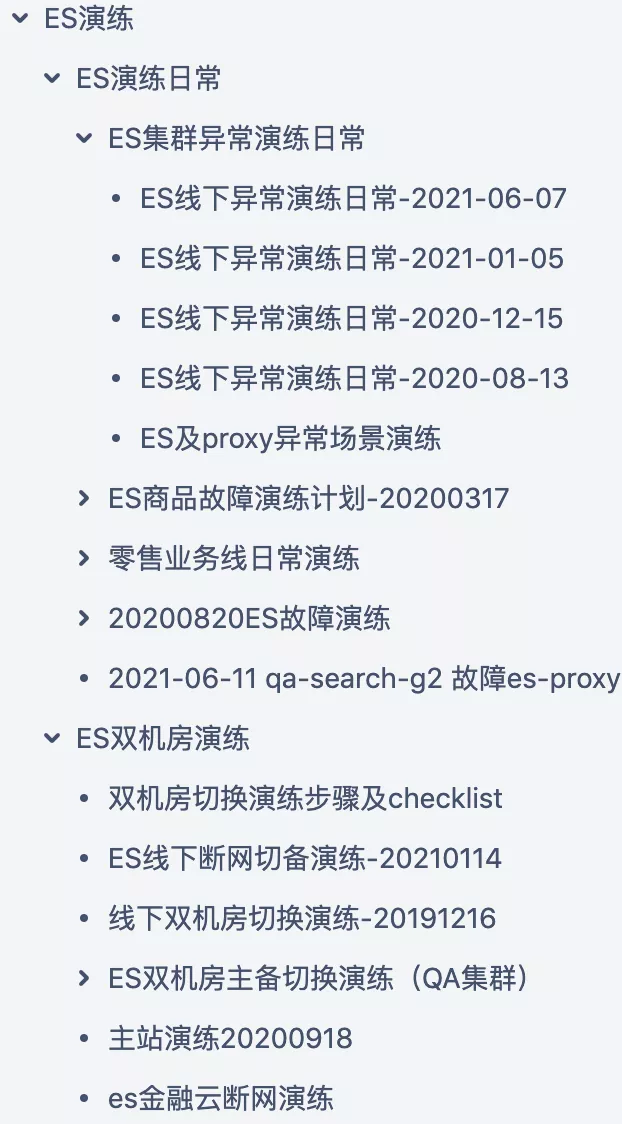 ES演练
ES演练日常
ES集群异常演练日常
ES线下异常演练日常-2021-06-07
ES线下异常演练日常-2021-01-05
ES线下异常演练日常-2020-12-15
ES线下异常演练日常-2020-08-13
ES及proxy异常场景演练
ES商品故障演练计划-20200317
零售业务线日常演练
20200820ES故障演练
2021-06-11 qa-search-g2 故障es-proxy
ES双机房演练
双机房切换演练步骤及checklist
ES线下断网切备演练-20210114
线下双机房切换演练-20191216
ES双机房主备切换演练（QA集群）
主站演练20200918
es金融云断网演练